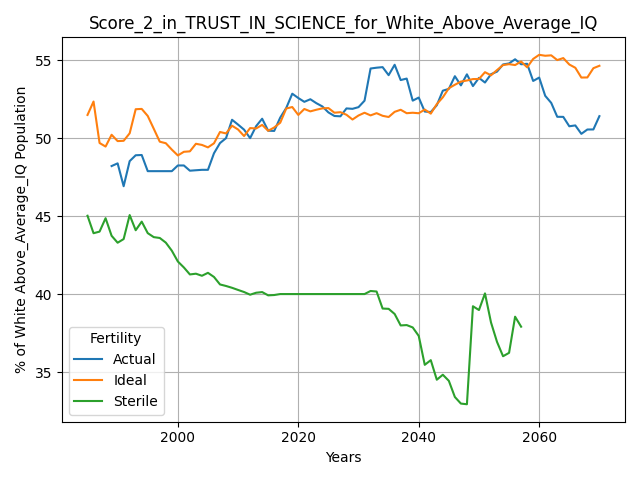 Score_2_in_TRUST_IN_SCIENCE_for_White_Above_Average_IQ
% of White Above_Average_IQ Population
55
50
45
40
35
Fertility
Actual
Ideal
Sterile
2000 2020 2040 2060
Years